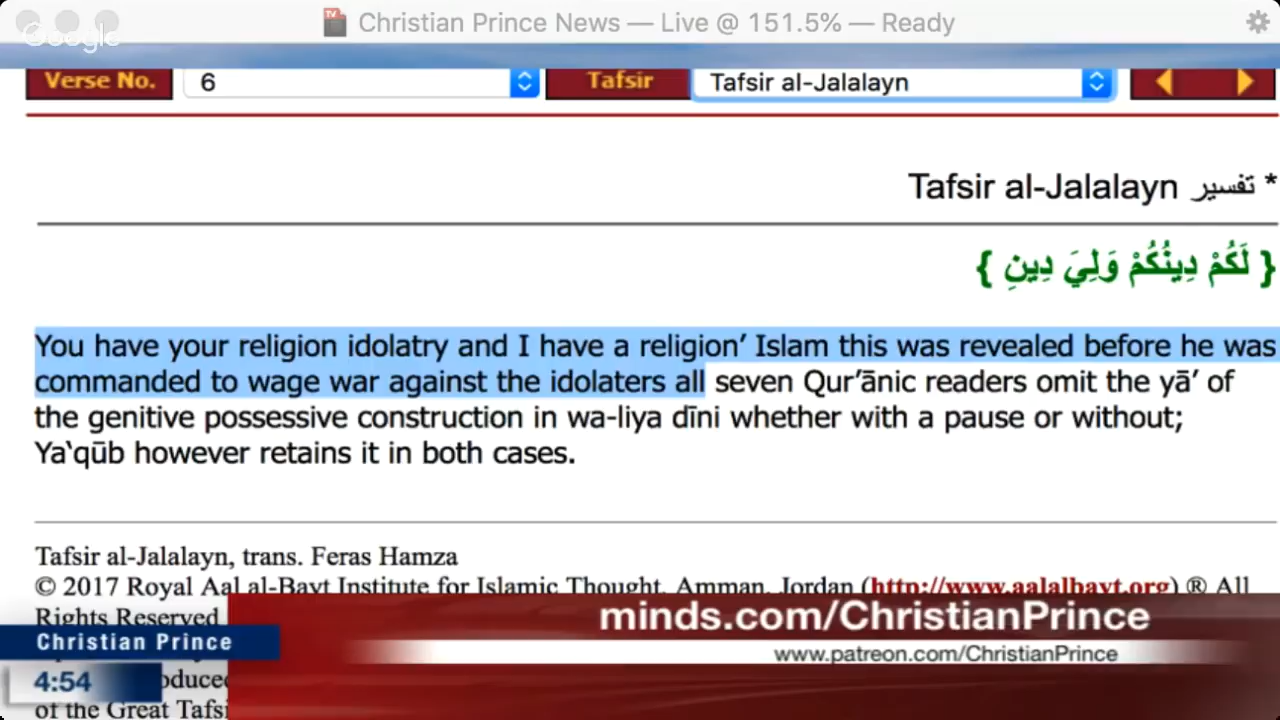 Christian Prince News — Live @ 151.5% — Ready
Google
Verse No. 6 Tafsir Tafsir al-Jalalayn
Tafsir al-Jalalayn تفسير *
{ لَكُمْ دِينُكُمْ وَلِيَ دِينِ }
You have your religion idolatry and I have a religion’ Islam this was revealed before he was
commanded to wage war against the idolaters all seven Qur’ānic readers omit the yā’ of
the genitive possessive construction in wa-liya dīni whether with a pause or without;
Ya‘qūb however retains it in both cases.
Tafsir al-Jalalayn, trans. Feras Hamza
© 2017 Royal Aal al-Bayt Institute for Islamic Thought, Amman, Jordan (http://www.aalalbayt.org) ® All
Rights Reserved
minds.com/ChristianPrince
Christian Prince
www.patreon.com/ChristianPrince
4:54
of the Great Tafsi